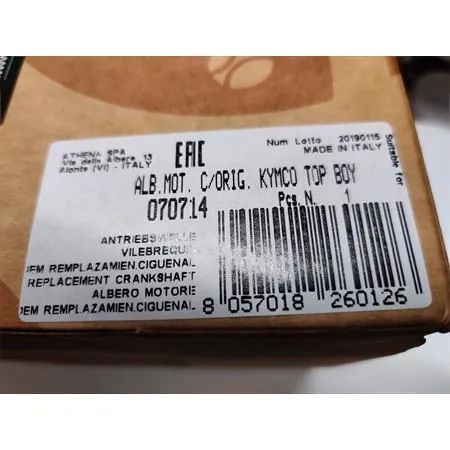 ATHENA SPA
Via delle Albere, 13
Alonte (VI) - ITALY
EAC
Num Lotto 20190115
MADE IN ITALY
Suitable for
ALB.MOT. C/ORIG. KYMCO TOP BOY
070714
Pcs N. 1
ANTRIEBSWELLE
VILEBREQUIN
DEM REMPLAZAMIEN.CIGUENAL
REPLACEMENT CRANKSHAFT
ALBERO MOTORE
DEM REMPLAZAMIEN.CIGUENAL
8 057018 260126